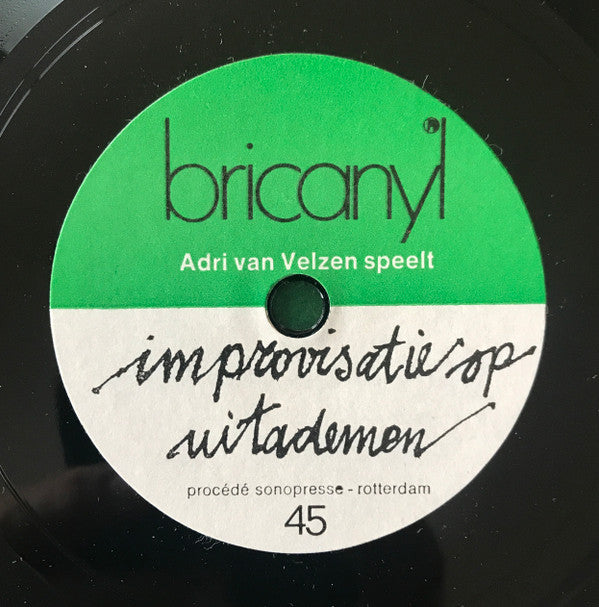 bricanyl®
Adri van Velzen speelt
improvisatie op
uitademen
procédé sonopresse - rotterdam
45